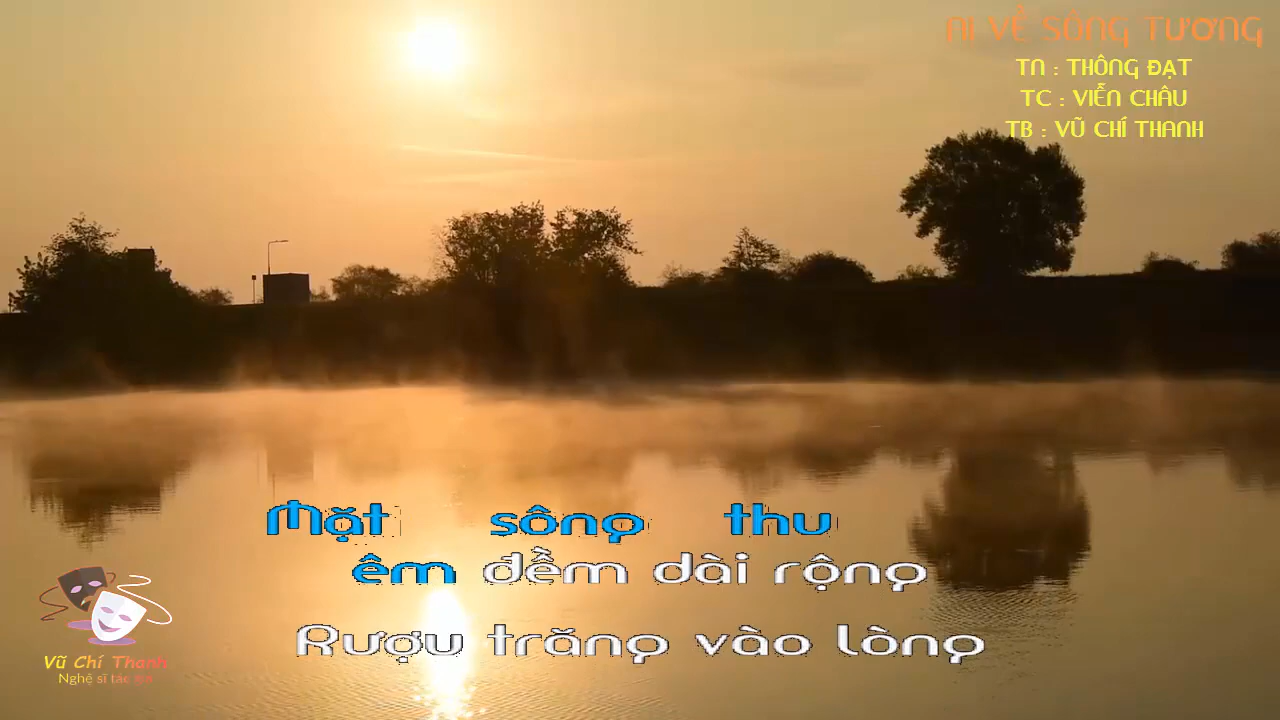 NI VỀ SÔNG TƯƠNG
TN : THÔNG ĐẠT
TC : VIỄN CHÂU
TB : VŨ CHÍ THANH
Mặt sông thu
êm đềm dài rộng
Rượu trăng vào lòng
Vũ Chí Thanh
Nghệ sĩ tác giả